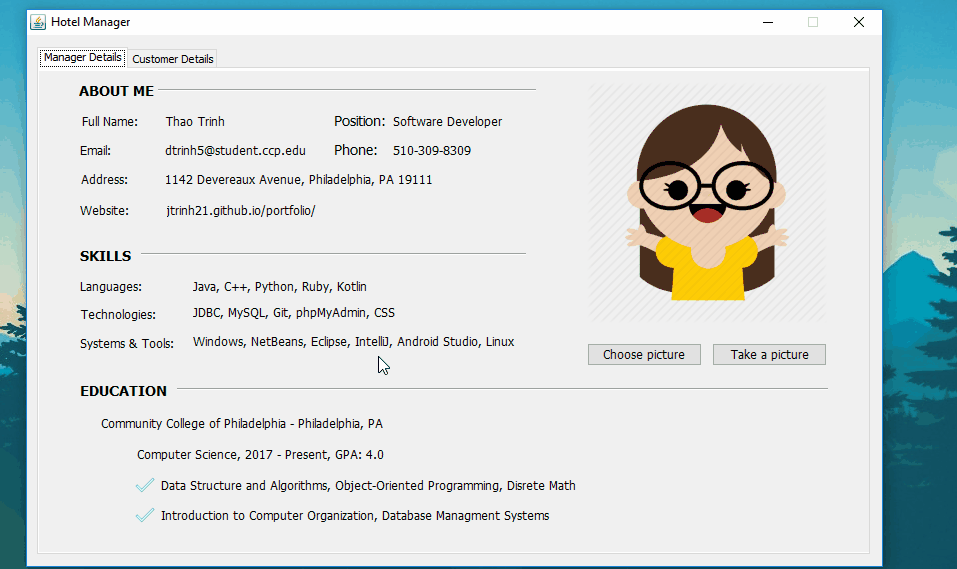 Hotel Manager
Manager Details Customer Details
ABOUT ME
Full Name: Thao Trinh Position: Software Developer
Email: dtrinh5@student.ccp.edu Phone: 510-309-8309
Address: 1142 Devereaux Avenue, Philadelphia, PA 19111
Website: jtrinh21.github.io/portfolio/
SKILLS
Languages: Java, C++, Python, Ruby, Kotlin
Technologies: JDBC, MySQL, Git, phpMyAdmin, CSS
Systems & Tools: Windows, NetBeans, Eclipse, IntelliJ, Android Studio, Linux
Choose picture Take a picture
EDUCATION
Community College of Philadelphia - Philadelphia, PA
Computer Science, 2017 - Present, GPA: 4.0
Data Structure and Algorithms, Object-Oriented Programming, Disrete Math
Introduction to Computer Organization, Database Managment Systems